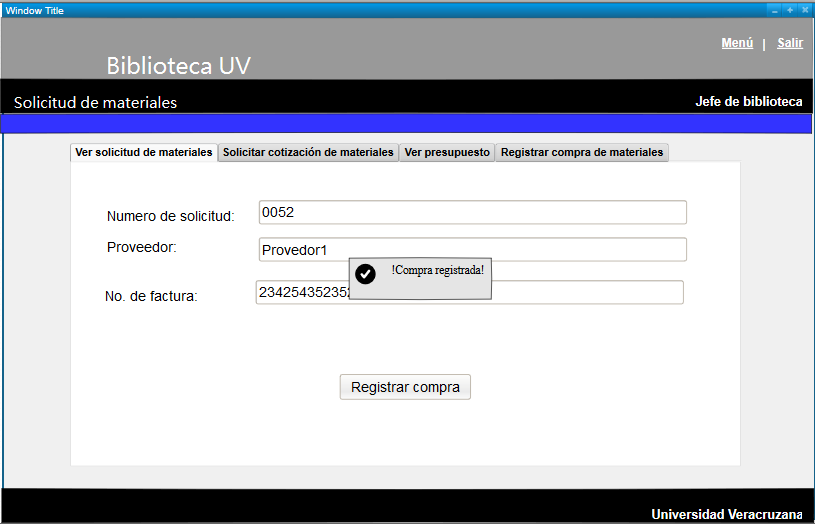 Window Title
Menú | Salir
Biblioteca UV
Solicitud de materiales
Jefe de biblioteca
Ver solicitud de materiales
Solicitar cotización de materiales
Ver presupuesto
Registrar compra de materiales
Numero de solicitud:
0052
Proveedor:
Provedor1
!Compra registrada!
No. de factura:
23425435235
Registrar compra
Universidad Veracruzana